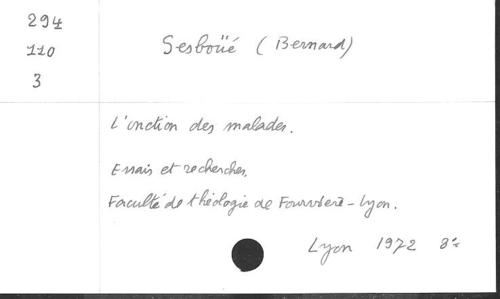 294
110
3
Sesboüé (Bernard)
L'onction des malades.
Essais et recherches.
Faculté de théologie de Fourvière - Lyon.
Lyon 1972 8°